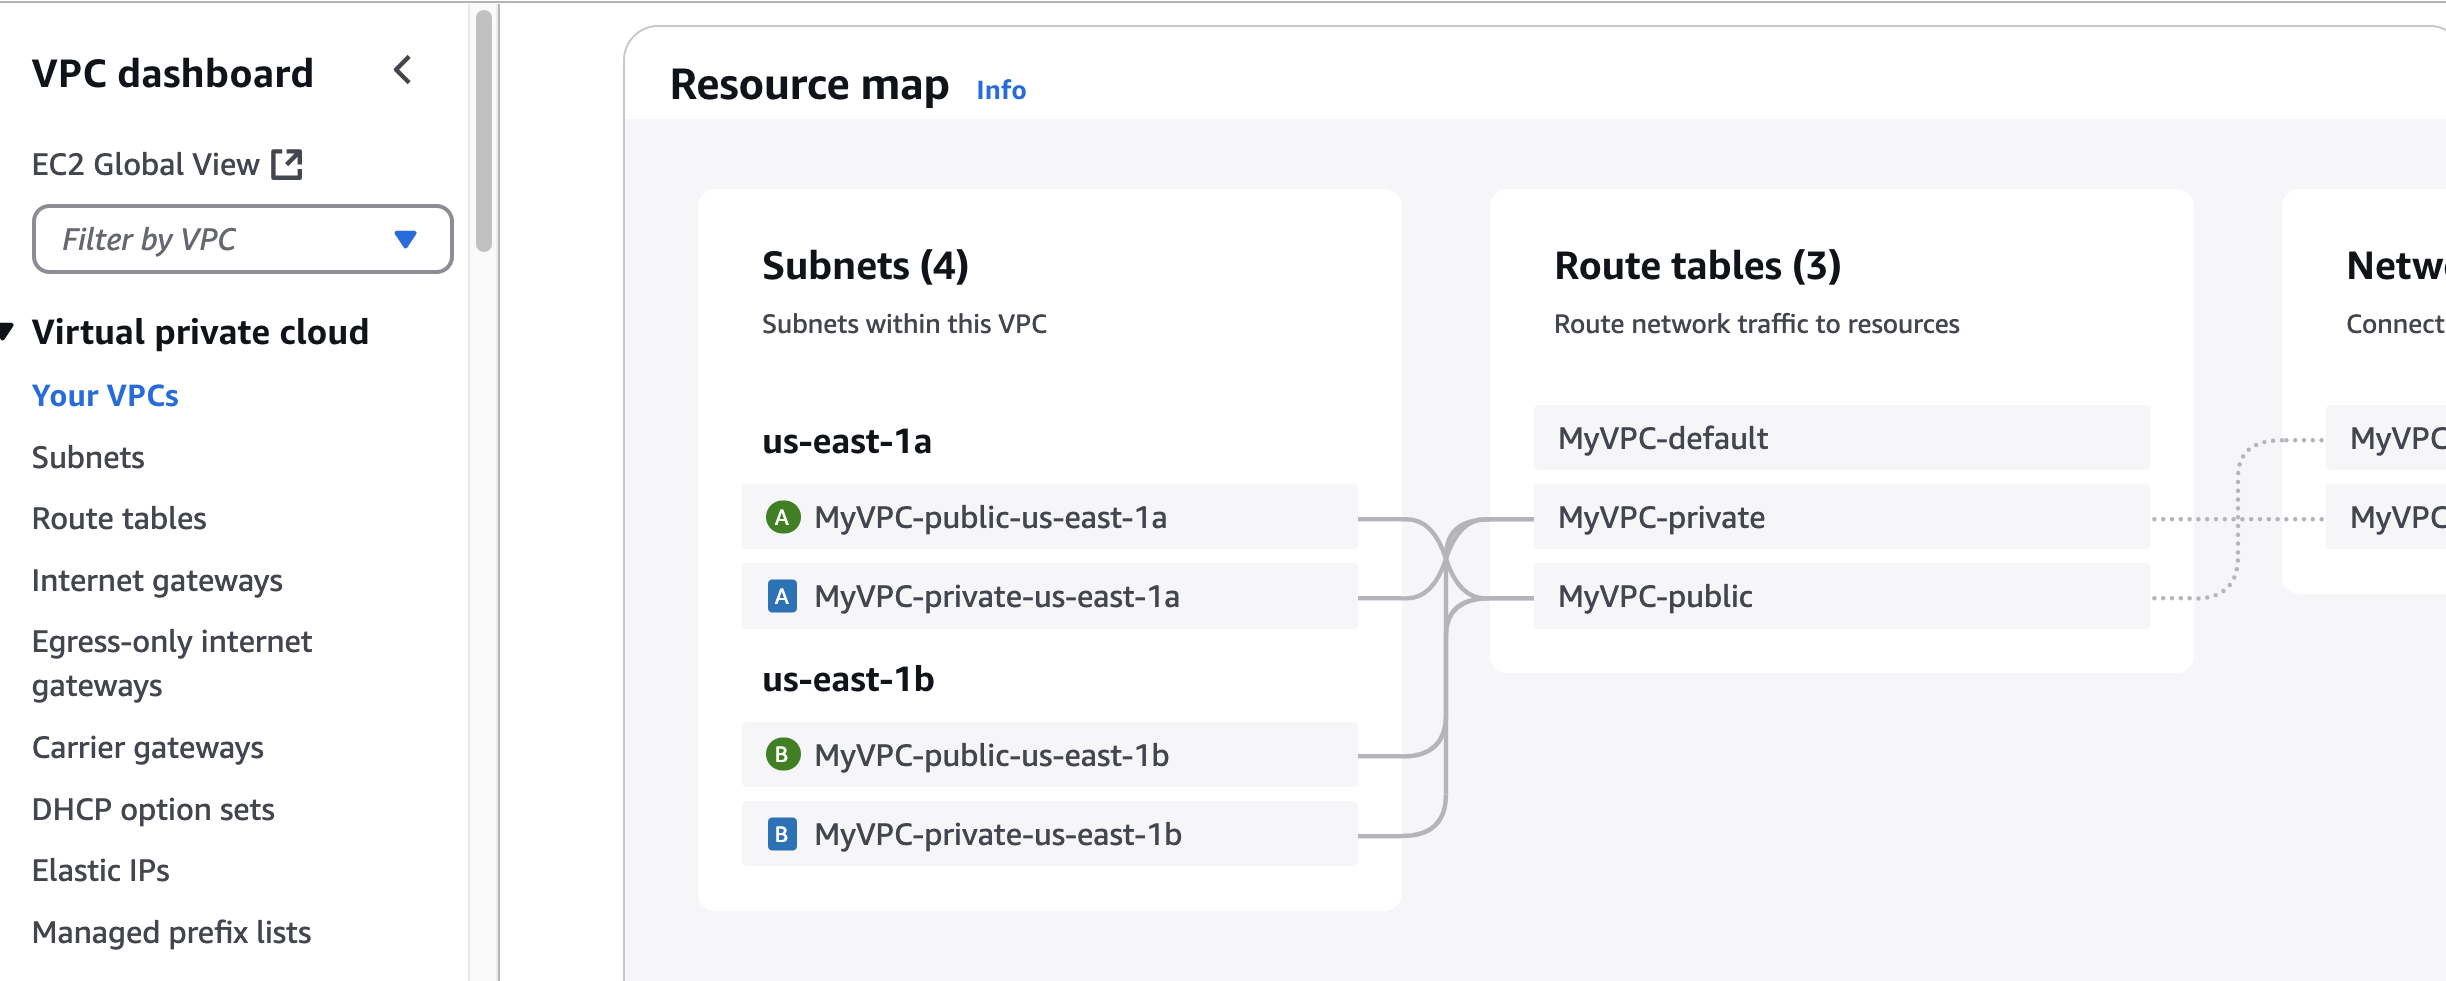 VPC dashboard
EC2 Global View
Filter by VPC
Virtual private cloud
Your VPCs
Subnets
Route tables
Internet gateways
Egress-only internet
gateways
Carrier gateways
DHCP option sets
Elastic IPs
Managed prefix lists
Resource map Info
Subnets (4)
Subnets within this VPC
us-east-1a
A MyVPC-public-us-east-1a
A MyVPC-private-us-east-1a
us-east-1b
B MyVPC-public-us-east-1b
B MyVPC-private-us-east-1b
Route tables (3)
Route network traffic to resources
MyVPC-default
MyVPC-private
MyVPC-public
Netw
Connect
MyVPC
MyVPC